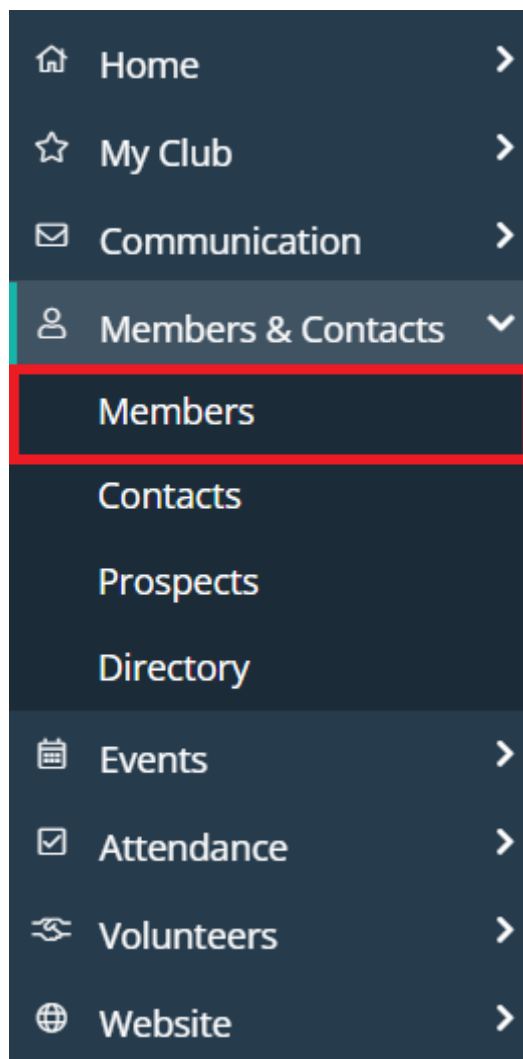 Home
My Club
Communication
Members & Contacts
Members
Contacts
Prospects
Directory
Events
Attendance
Volunteers
Website